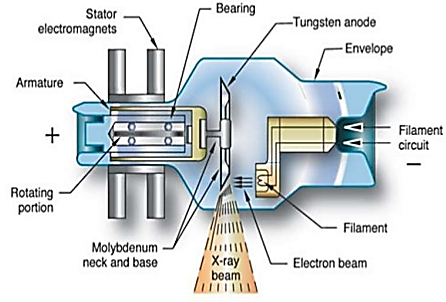 Stator
electromagnets
Bearing
Tungsten anode
Envelope
Armature
+
Filament
circuit
−
Rotating
portion
Molybdenum
neck and base
X-ray
beam
Electron beam
Filament